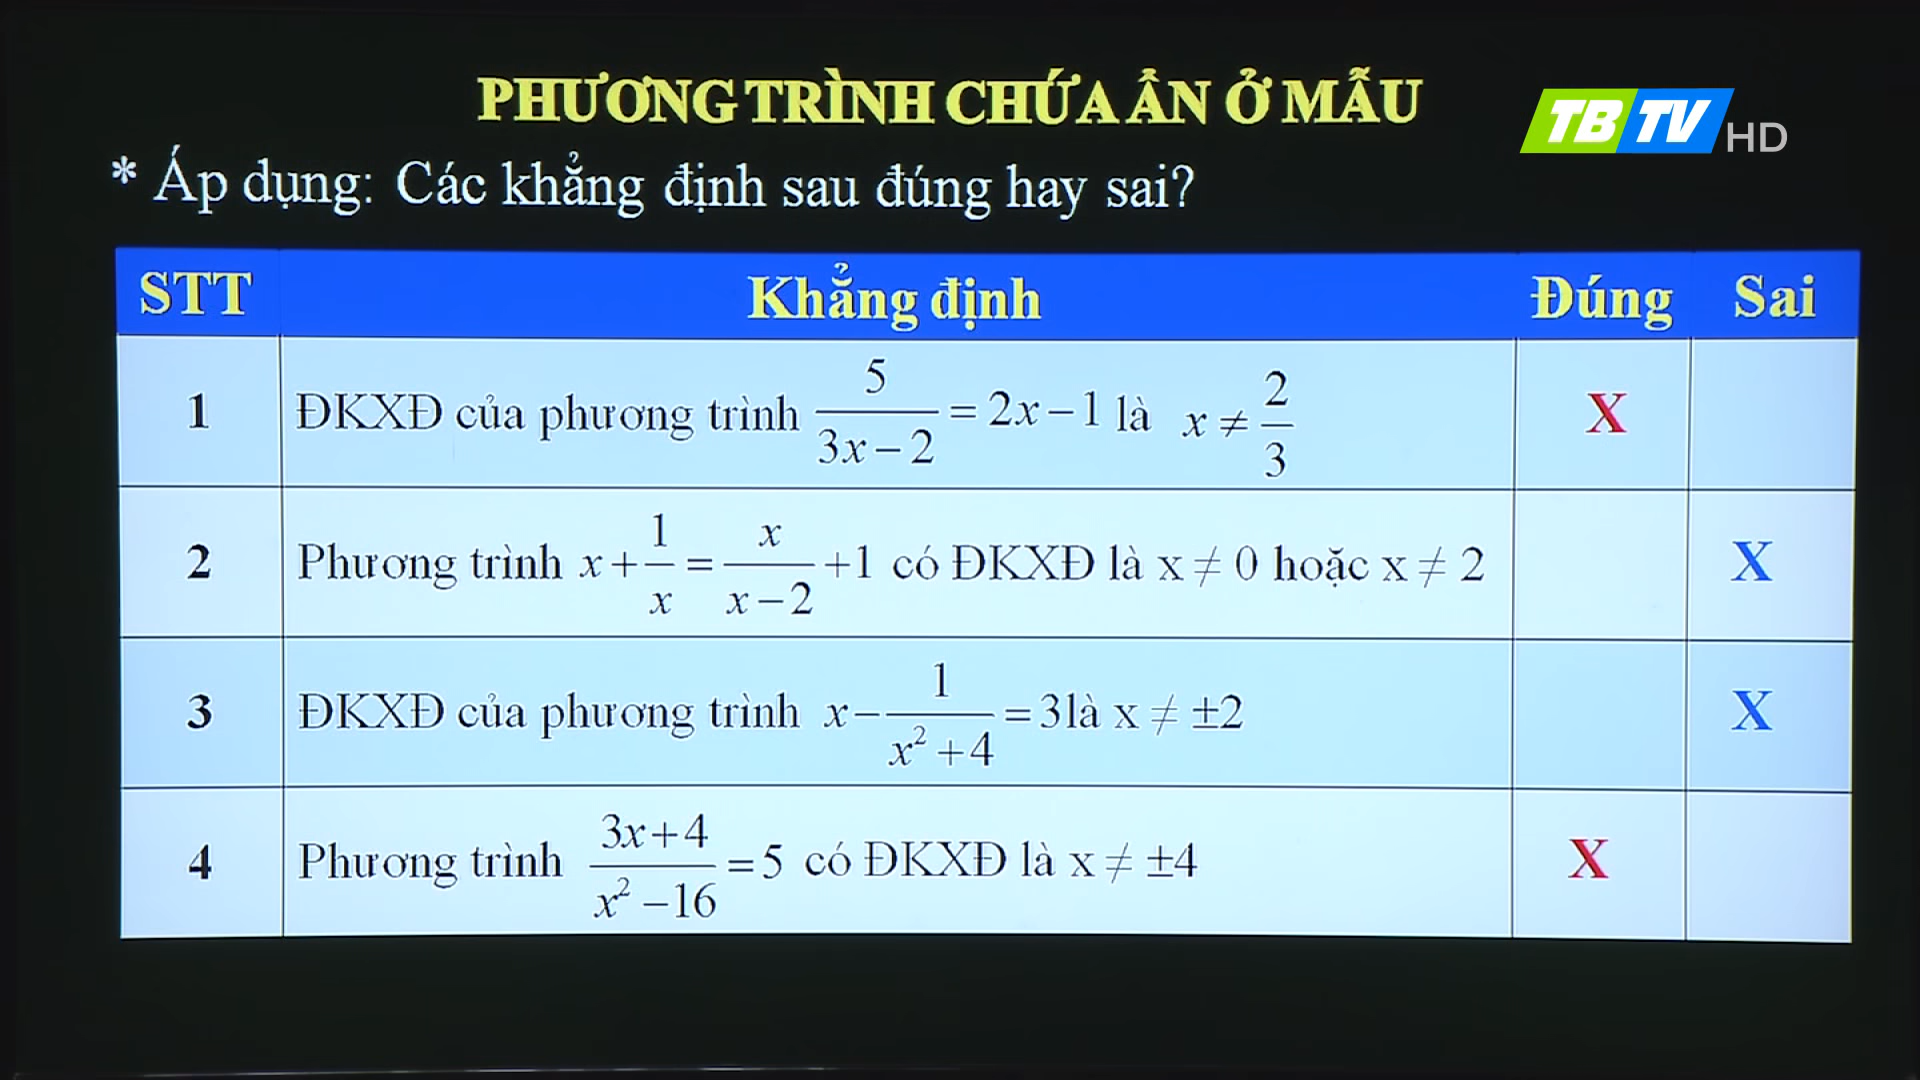 PHƯƠNG TRÌNH CHỨA ẨN Ở MẪU
TBTV HD
* Áp dụng: Các khẳng định sau đúng hay sai?
STT Khẳng định Đúng Sai
1 ĐKXĐ của phương trình 5/(3x−2) = 2x−1 là x ≠ 2/3 X
2 Phương trình x + 1/x = x/(x−2) + 1 có ĐKXĐ là x ≠ 0 hoặc x ≠ 2 X
3 ĐKXĐ của phương trình x − 1/(x²+4) = 3 là x ≠ ±2 X
4 Phương trình (3x+4)/(x²−16) = 5 có ĐKXĐ là x ≠ ±4 X